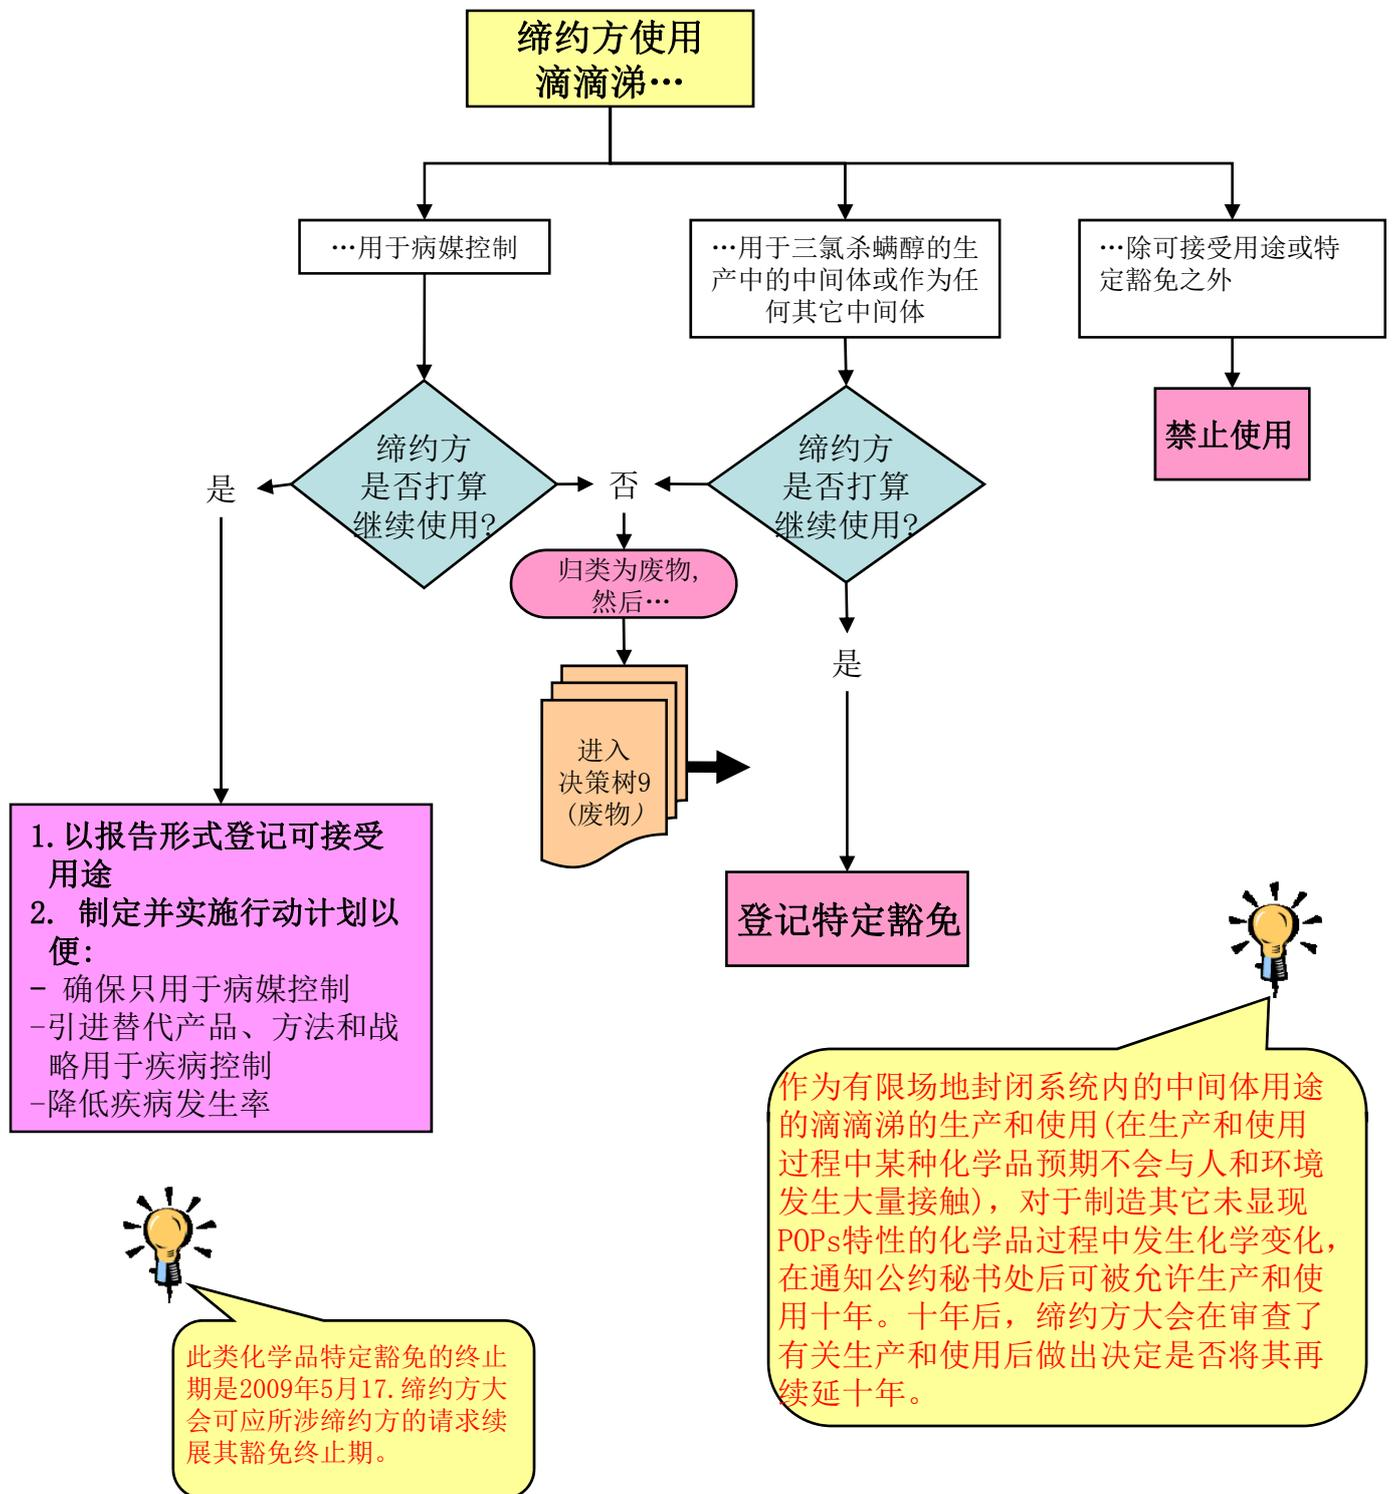 缔约方使用
滴滴涕…
…用于病媒控制
…用于三氯杀螨醇的生
产中的中间体或作为任
何其它中间体
…除可接受用途或特
定豁免之外
禁止使用
缔约方
是否打算
继续使用?
缔约方
是否打算
继续使用?
是
否
归类为废物,
然后…
是
进入
决策树9
(废物)
1.以报告形式登记可接受
用途
2. 制定并实施行动计划以
便:
- 确保只用于病媒控制
-引进替代产品、方法和战
略用于疾病控制
-降低疾病发生率
登记特定豁免
作为有限场地封闭系统内的中间体用途
的滴滴涕的生产和使用(在生产和使用
过程中某种化学品预期不会与人和环境
发生大量接触), 对于制造其它未显现
POPs特性的化学品过程中发生化学变化,
在通知公约秘书处后可被允许生产和使
用十年。十年后, 缔约方大会在审查了
有关生产和使用后做出决定是否将其再
续延十年。
此类化学品特定豁免的终止
期是2009年5月17.缔约方大
会可应所涉缔约方的请求续
展其豁免终止期。